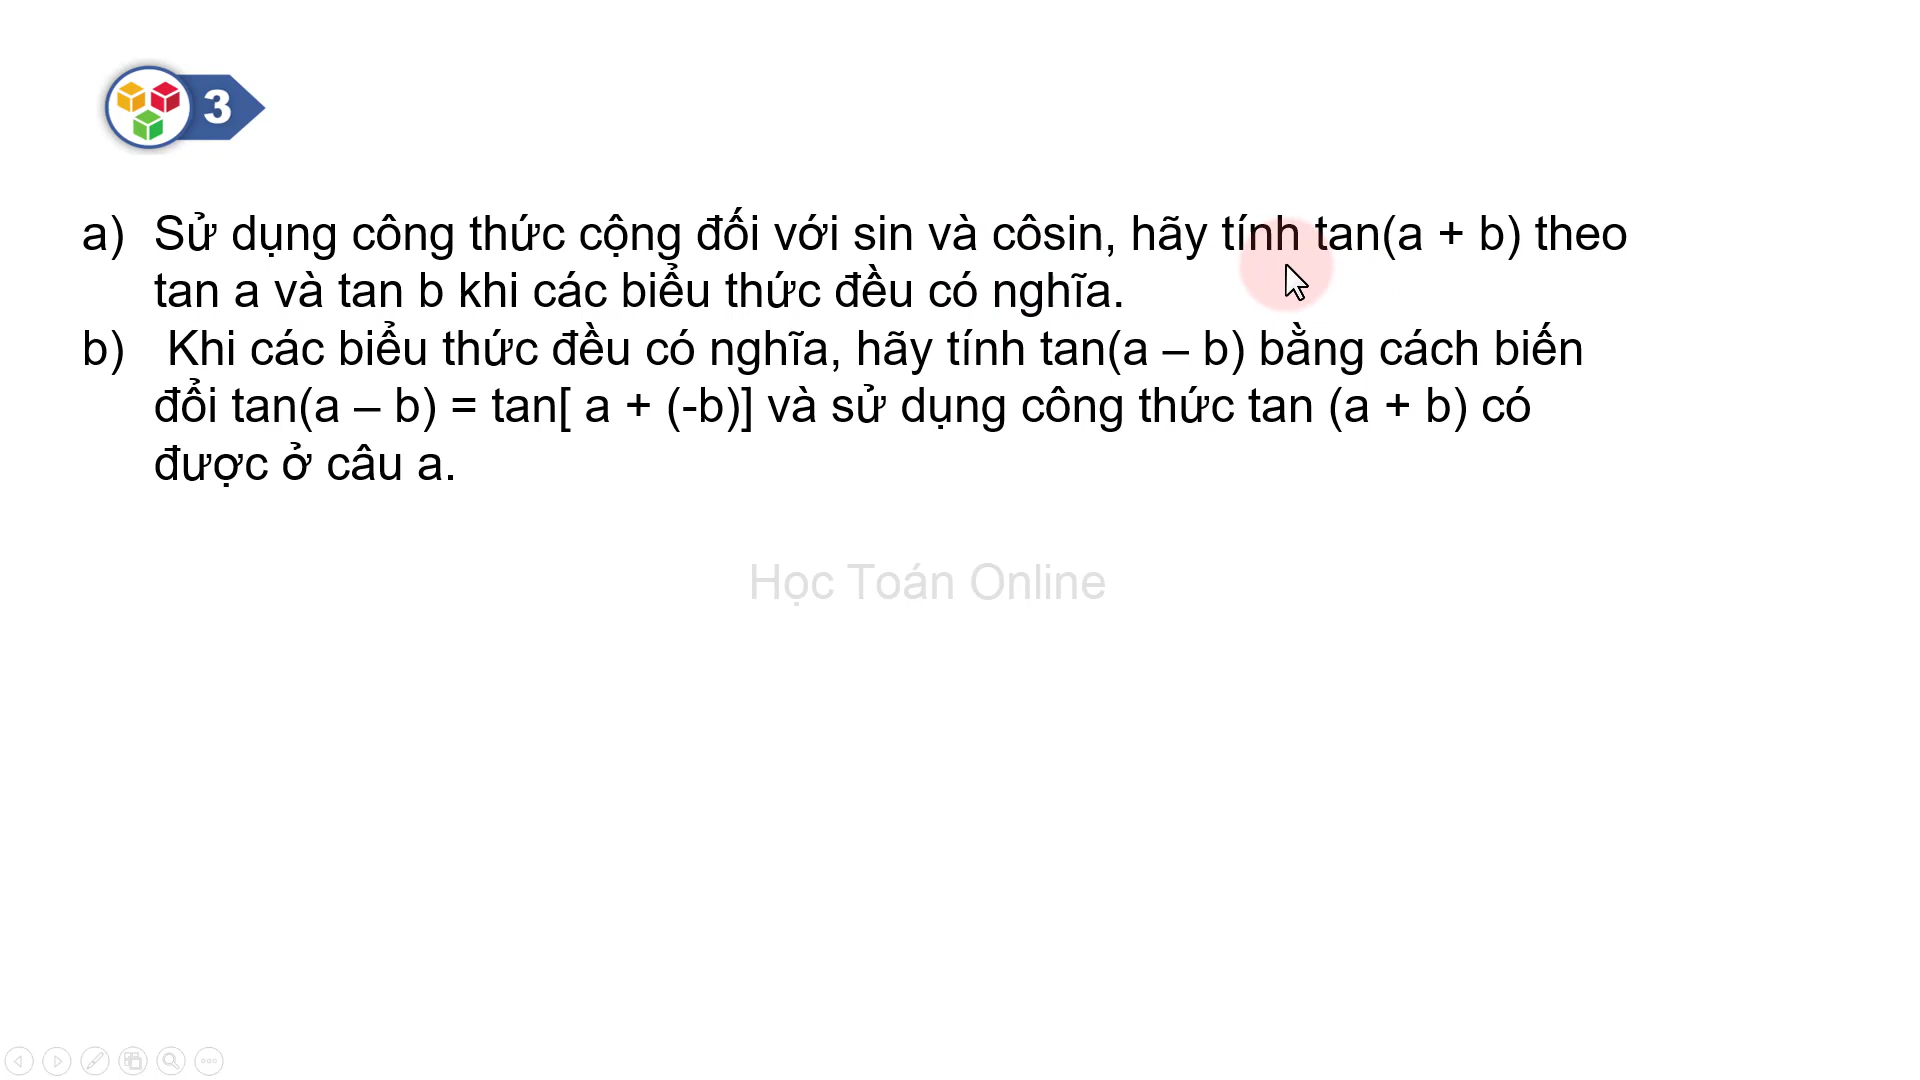 3
a) Sử dụng công thức cộng đối với sin và côsin, hãy tính tan(a + b) theo
tan a và tan b khi các biểu thức đều có nghĩa.
b) Khi các biểu thức đều có nghĩa, hãy tính tan(a – b) bằng cách biến
đổi tan(a – b) = tan[ a + (-b)] và sử dụng công thức tan (a + b) có
được ở câu a.
Học Toán Online